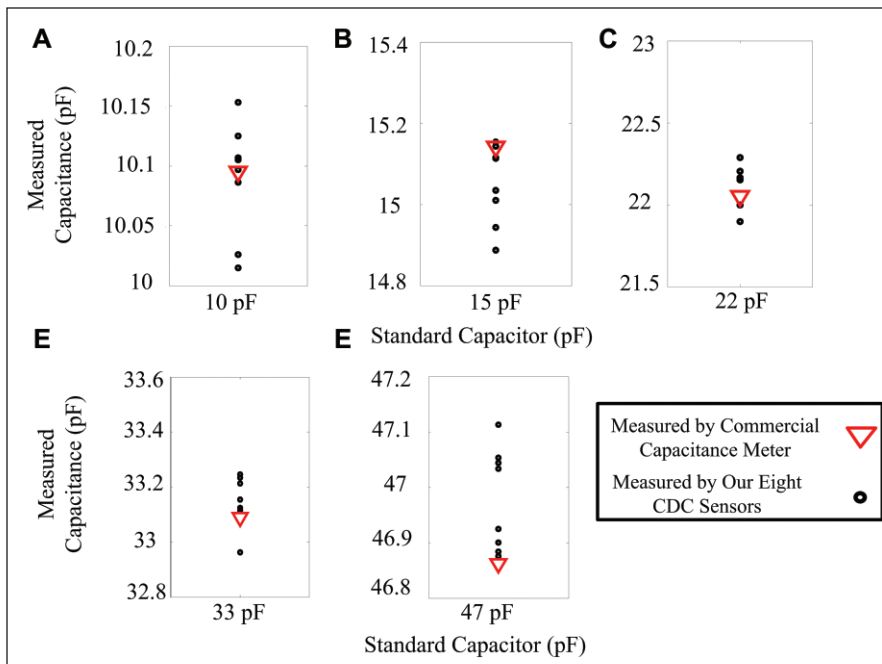 A
B
C
10.2
10.15
10.1
10.05
10
15.4
15.2
15
14.8
23
22.5
22
21.5
Measured
Capacitance (pF)
10 pF
15 pF
22 pF
Standard Capacitor (pF)
E
E
33.6
33.4
33.2
33
32.8
47.2
47.1
47
46.9
46.8
Measured
Capacitance (pF)
33 pF
47 pF
Standard Capacitor (pF)
Measured by Commercial
Capacitance Meter
Measured by Our Eight
CDC Sensors